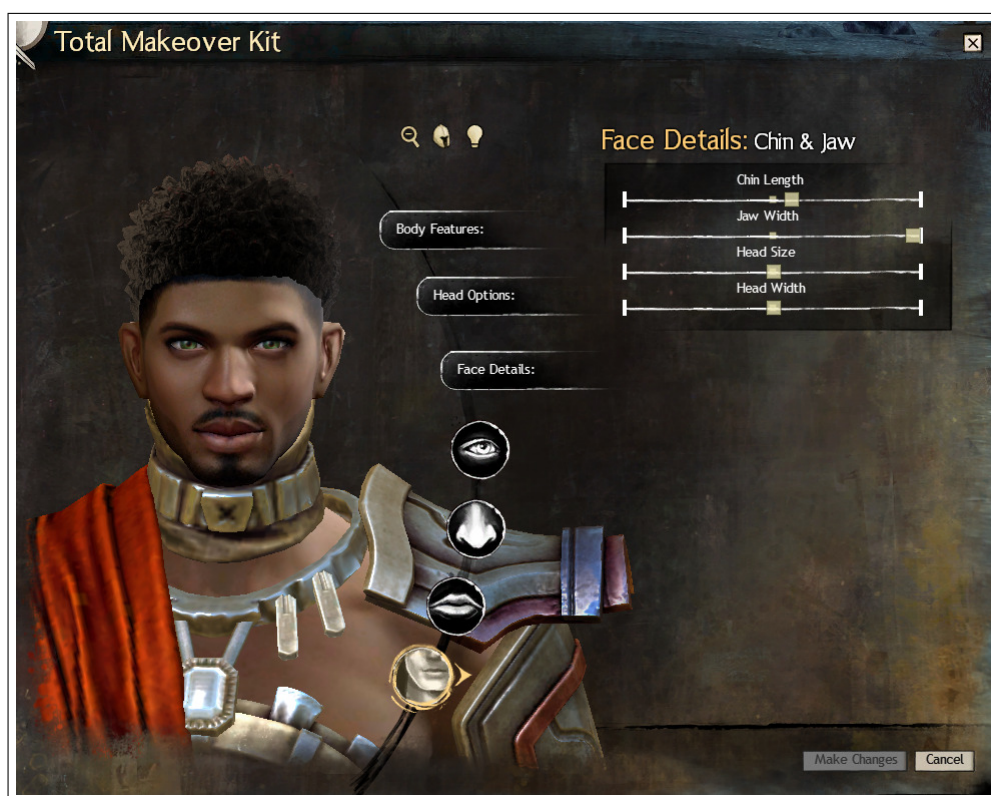 Total Makeover Kit
Face Details: Chin & Jaw
Chin Length
Jaw Width
Head Size
Head Width
Body Features:
Head Options:
Face Details:
Make Changes
Cancel